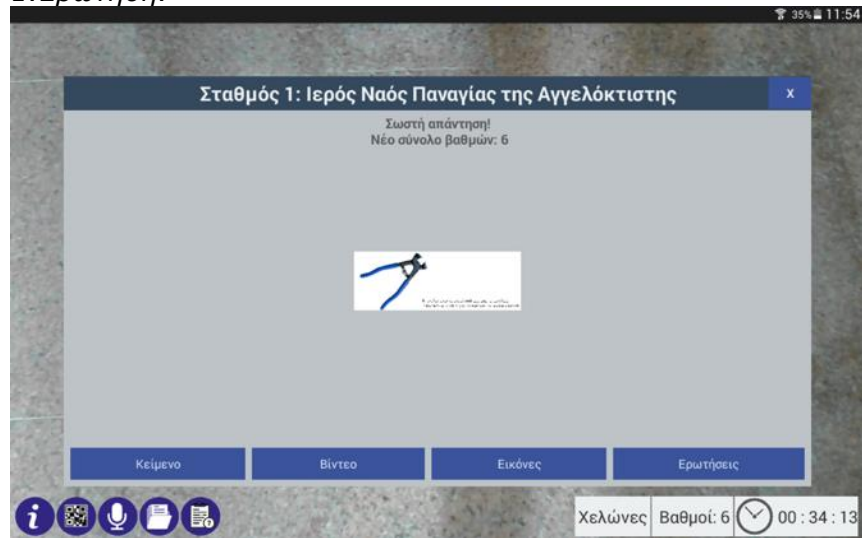 35% 11:54
Σταθμός 1: Ιερός Ναός Παναγίας της Αγγελόκτιστης
x
Σωστή απάντηση!
Νέο σύνολο βαθμών: 6
Κείμενο
Βίντεο
Εικόνες
Ερωτήσεις
Χελώνες
Βαθμοί: 6
00 : 34 : 13